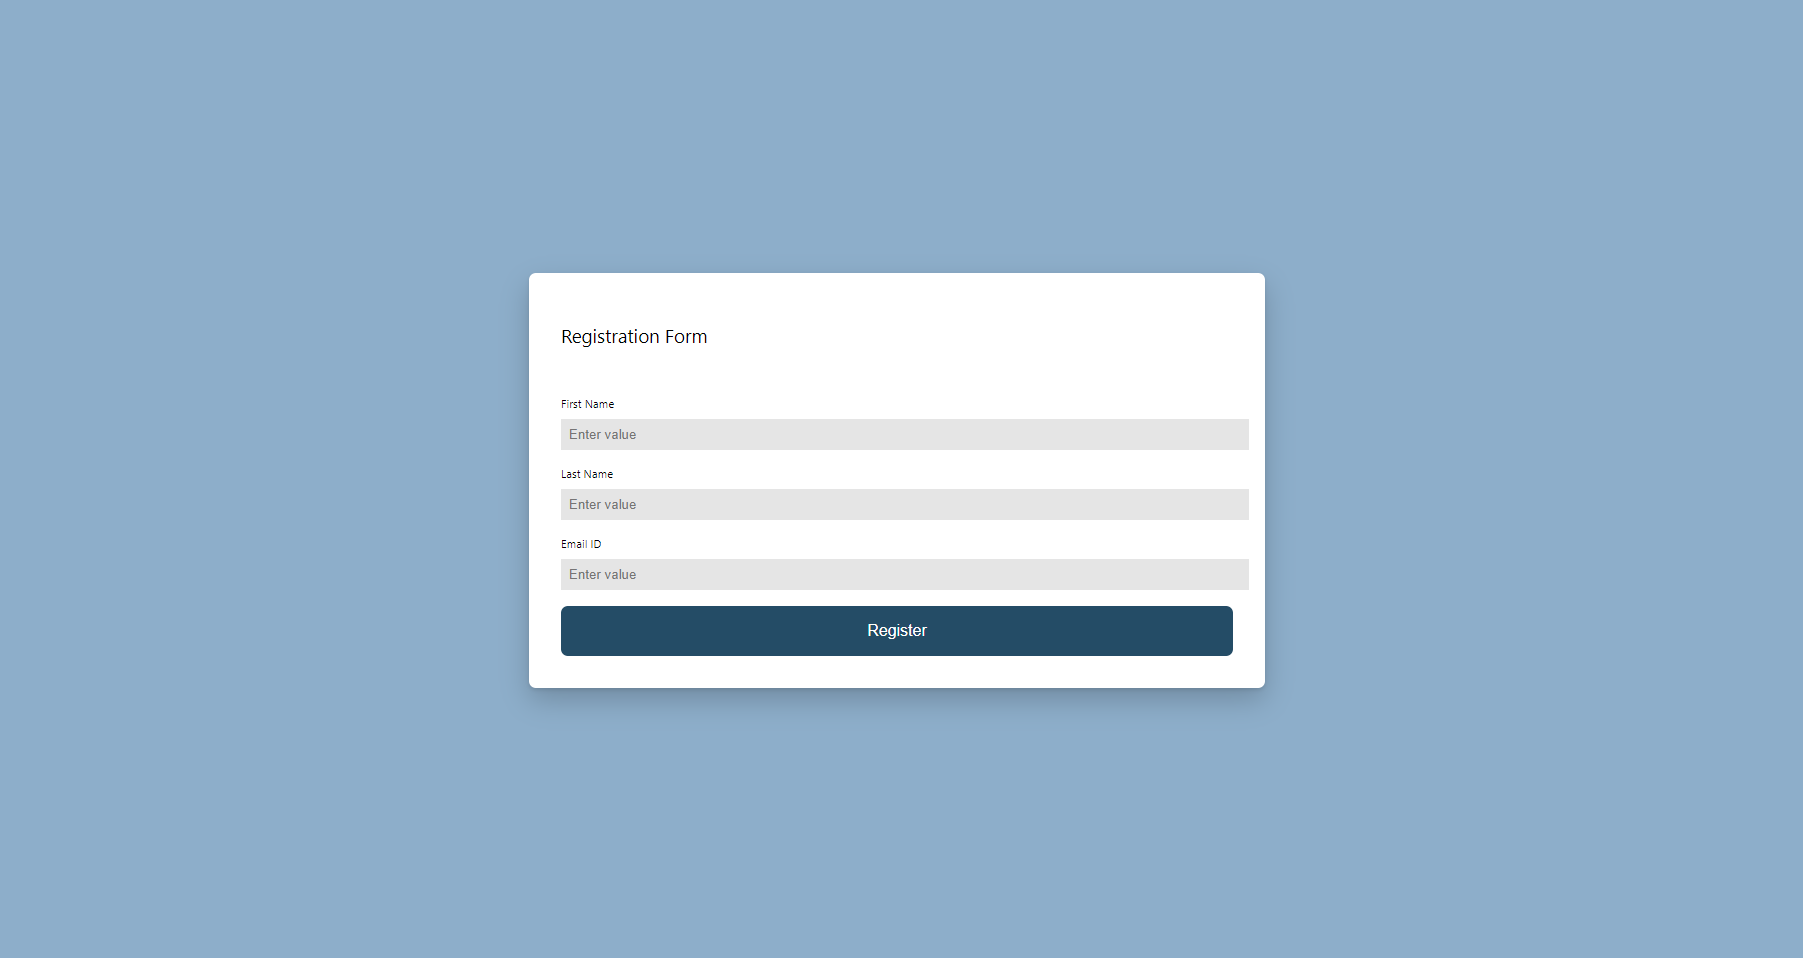 Registration Form
First Name
Enter value
Last Name
Enter value
Email ID
Enter value
Register